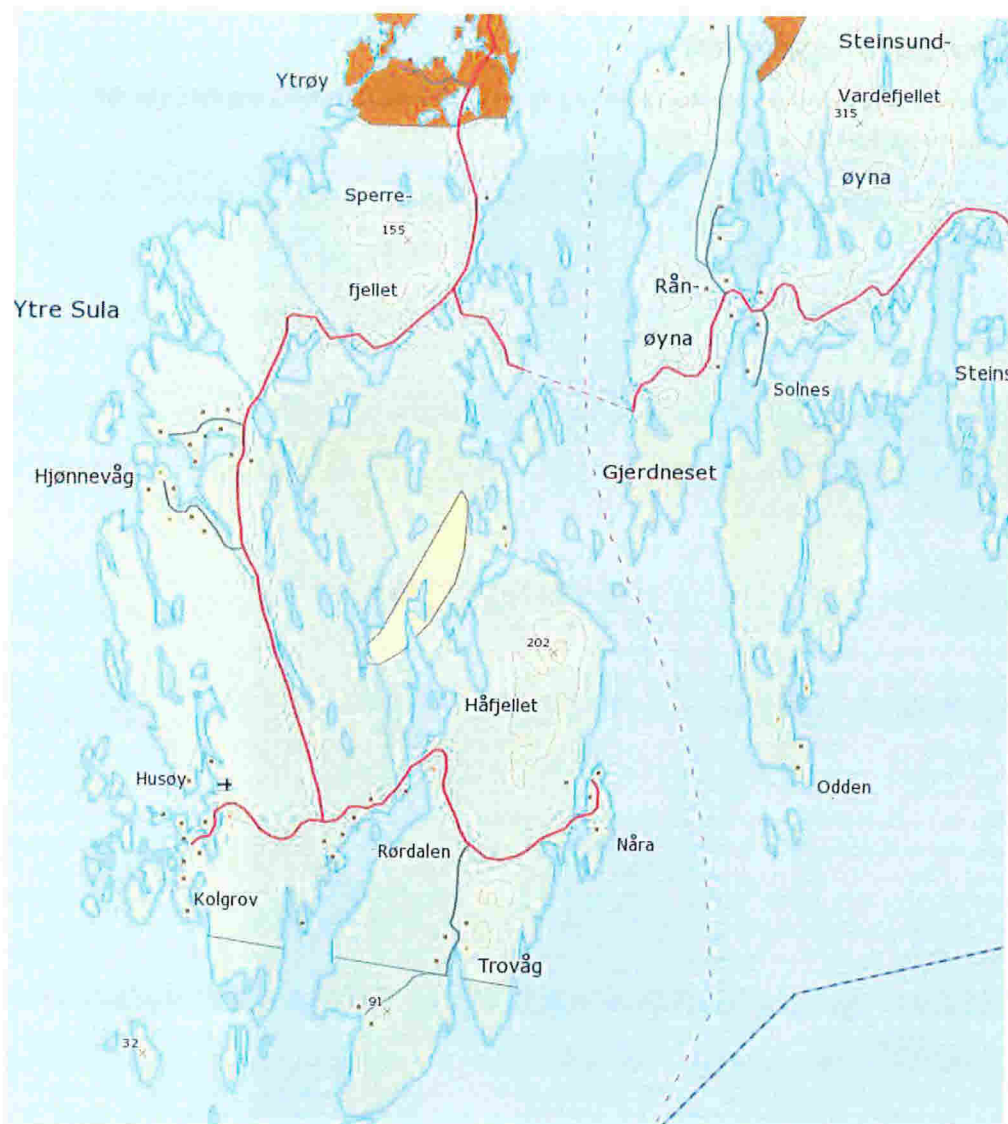 Steinsund-
Ytrøy
Vardefjellet
315
øyna
Sperre-
155
fjellet
Rån-
øyna
Ytre Sula
Solnes
Steins
Hjønnevåg
Gjerdneset
202
Håfjellet
Husøy
Odden
Rørdalen
Nåra
Kolgrov
Trovåg
91
32